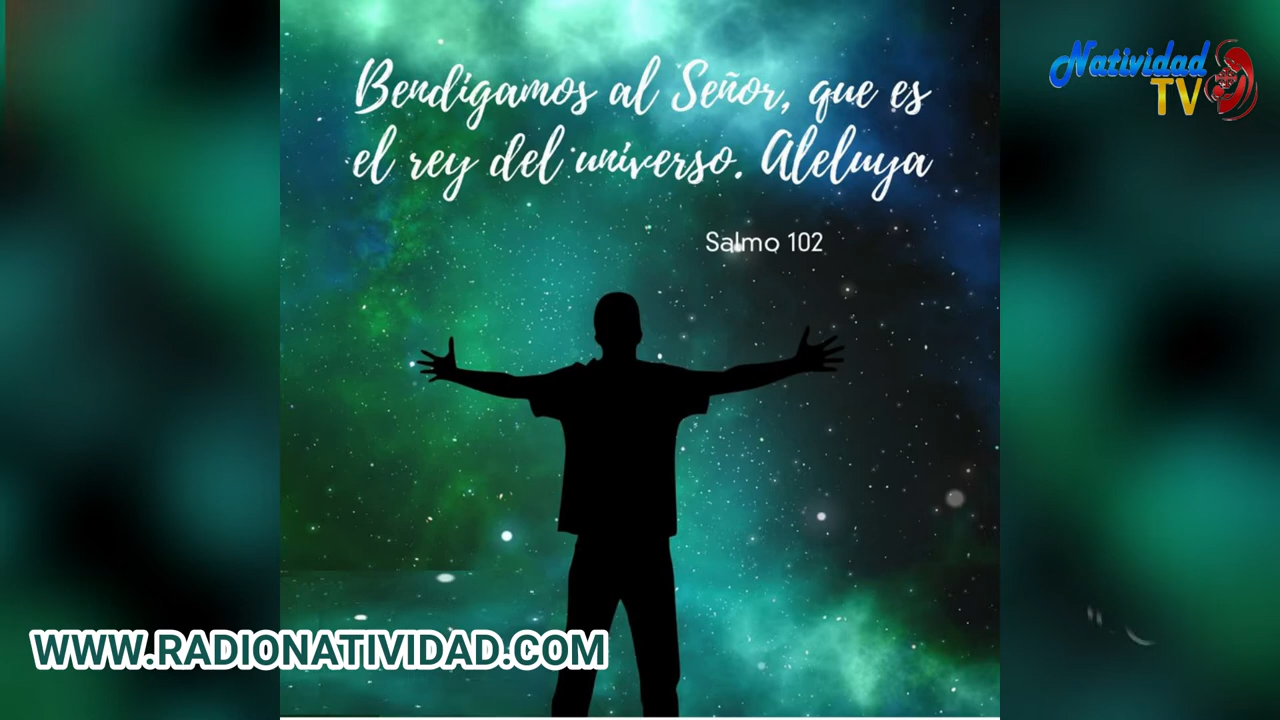 Bendigamos al Señor, que es
el rey del universo. Aleluya
Salmo 102
Natividad
TV
WWW.RADIONATIVIDAD.COM